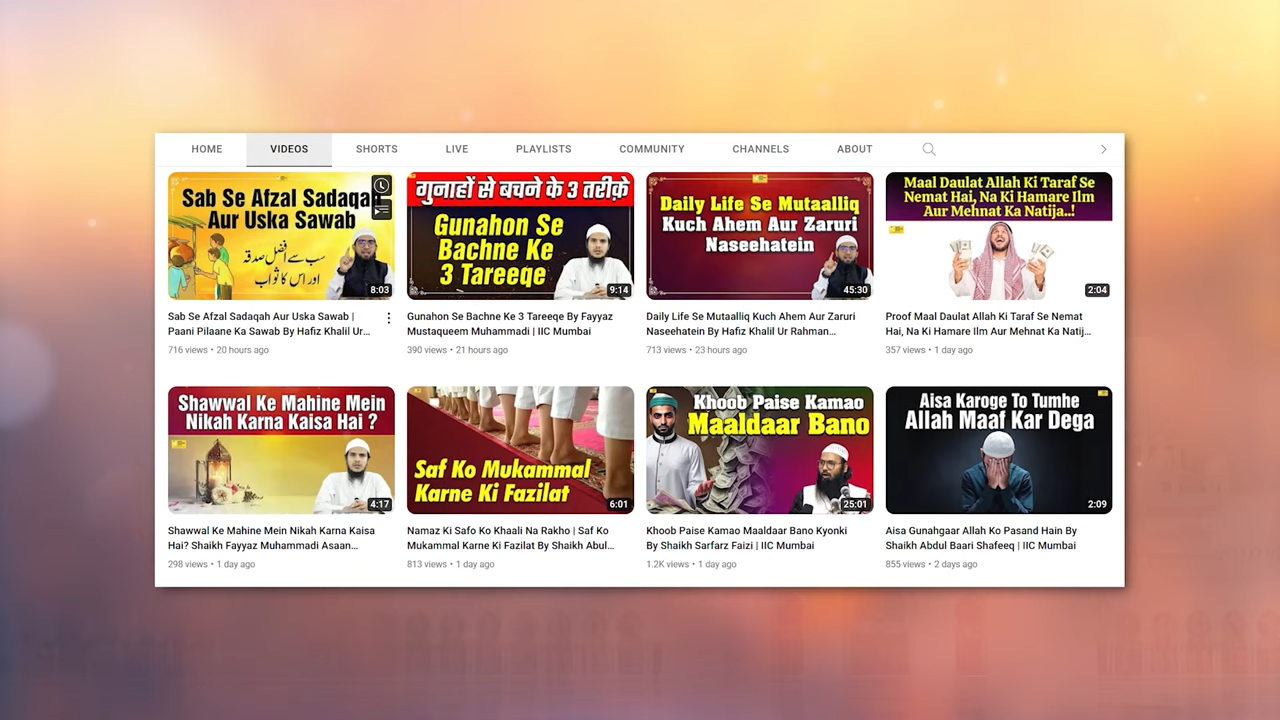 HOME VIDEOS SHORTS LIVE PLAYLISTS COMMUNITY CHANNELS ABOUT
Sab Se Afzal Sadaqah
Aur Uska Sawab
سب سے افضل صدقہ
اور اس کا ثواب
8:03
गुनाहों से बचने के 3 तरीक़े
Gunahon Se
Bachne Ke
3 Tareeqe
9:14
Daily Life Se Mutaalliq
Kuch Ahem Aur Zaruri
Naseehatein
45:30
Maal Daulat Allah Ki Taraf Se
Nemat Hai, Na Ki Hamare Ilm
Aur Mehnat Ka Natija..!
2:04
Sab Se Afzal Sadaqah Aur Uska Sawab |
Paani Pilaane Ka Sawab By Hafiz Khalil Ur...
716 views • 20 hours ago
Gunahon Se Bachne Ke 3 Tareeqe By Fayyaz
Mustaqueem Muhammadi | IIC Mumbai
390 views • 21 hours ago
Daily Life Se Mutaalliq Kuch Ahem Aur Zaruri
Naseehatein By Hafiz Khalil Ur Rahman...
713 views • 23 hours ago
Proof Maal Daulat Allah Ki Taraf Se Nemat
Hai, Na Ki Hamare Ilm Aur Mehnat Ka Natij...
357 views • 1 day ago
Shawwal Ke Mahine Mein
Nikah Karna Kaisa Hai ?
4:17
Saf Ko Mukammal
Karne Ki Fazilat
6:01
Khoob Paise Kamao
Maaldaar Bano
25:01
Aisa Karoge To Tumhe
Allah Maaf Kar Dega
2:09
Shawwal Ke Mahine Mein Nikah Karna Kaisa
Hai? Shaikh Fayyaz Muhammadi Asaan...
298 views • 1 day ago
Namaz Ki Safo Ko Khaali Na Rakho | Saf Ko
Mukammal Karne Ki Fazilat By Shaikh Abul...
813 views • 1 day ago
Khoob Paise Kamao Maaldaar Bano Kyonki
By Shaikh Sarfarz Faizi | IIC Mumbai
1.2K views • 1 day ago
Aisa Gunahgaar Allah Ko Pasand Hain By
Shaikh Abdul Baari Shafeeq | IIC Mumbai
855 views • 2 days ago